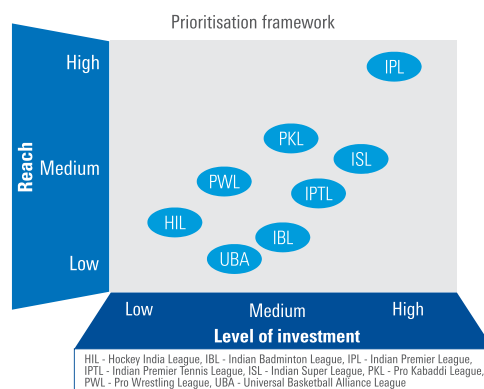 Prioritisation framework
High
IPL
PKL
ISL
Reach
Medium
PWL
IPTL
HIL
IBL
UBA
Low
Low
Medium
High
Level of investment
HIL - Hockey India League, IBL - Indian Badminton League, IPL - Indian Premier League,
IPTL - Indian Premier Tennis League, ISL - Indian Super League, PKL - Pro Kabaddi League,
PWL - Pro Wrestling League, UBA - Universal Basketball Alliance League